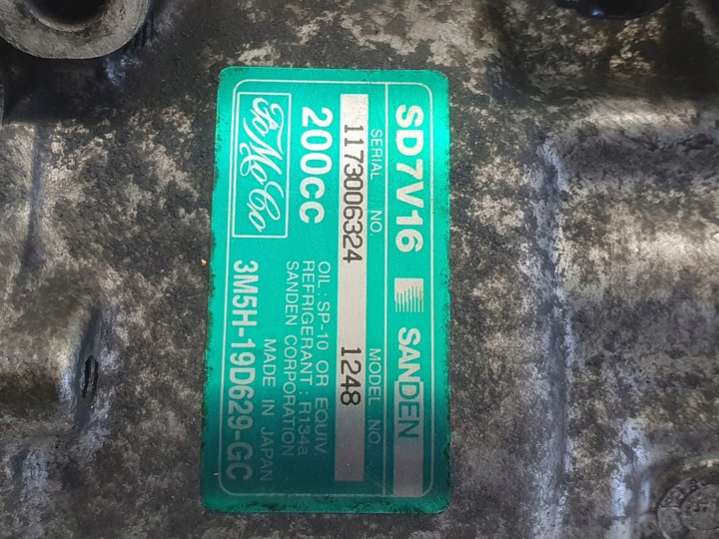 SD7V16 SANDEN
SERIAL NO. MODEL NO.
1173006324 1248
200CC
OIL : SP-10 OR EQUIV
REFRIGERANT : R134a
SANDEN CORPORATION
MADE IN JAPAN
FoMoCo
3M5H-19D629-GC